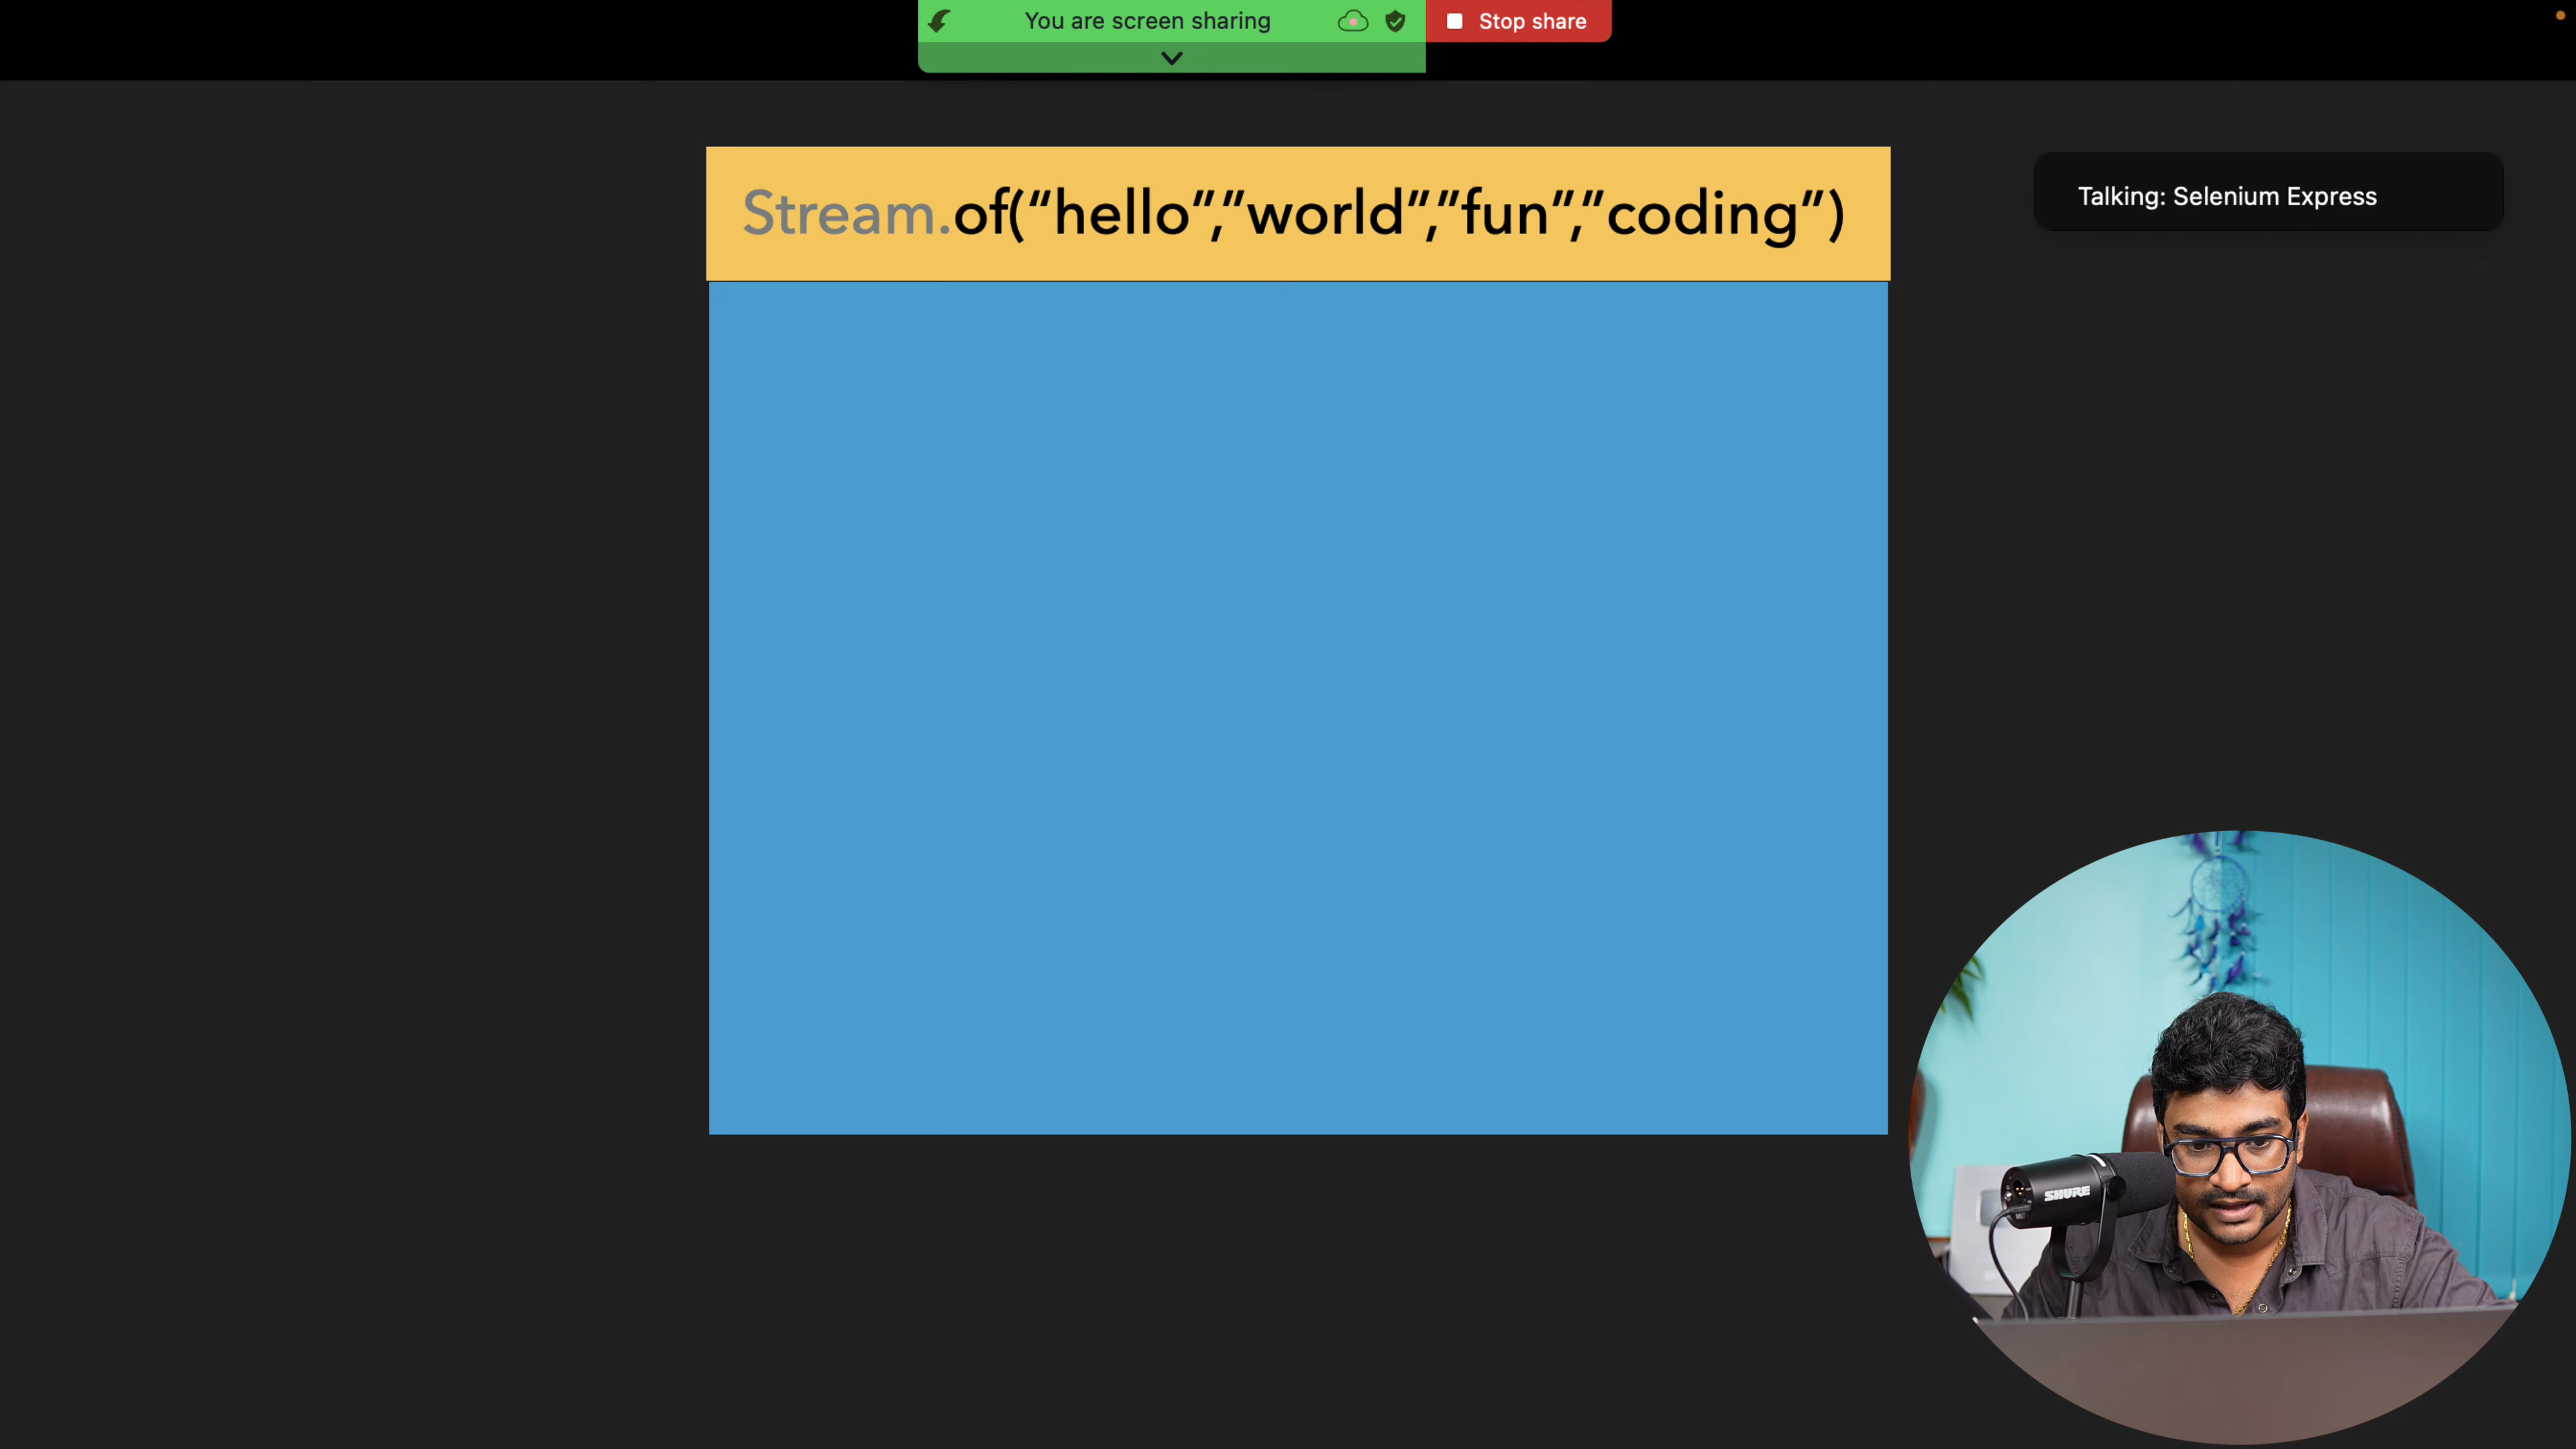 You are screen sharing
Stop share
Stream.of(“hello”,”world”,”fun”,”coding”)
Talking: Selenium Express
SHURE